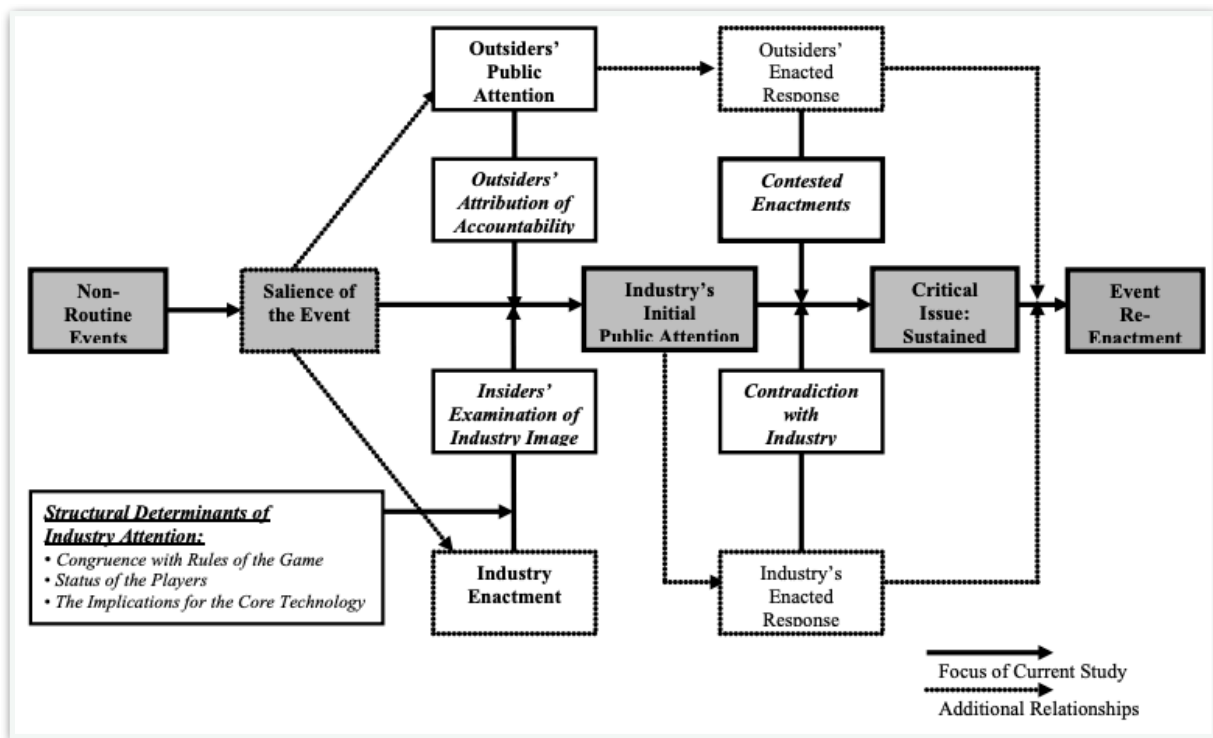 Outsiders’
Public
Attention
Outsiders’
Enacted
Response
Outsiders’
Attribution of
Accountability
Contested
Enactments
Non-
Routine
Events
Salience of
the Event
Industry’s
Initial
Public Attention
Critical
Issue:
Sustained
Event
Re-
Enactment
Insiders’
Examination of
Industry Image
Contradiction
with
Industry
Structural Determinants of
Industry Attention:
• Congruence with Rules of the Game
• Status of the Players
• The Implications for the Core Technology
Industry
Enactment
Industry’s
Enacted
Response
Focus of Current Study
Additional Relationships